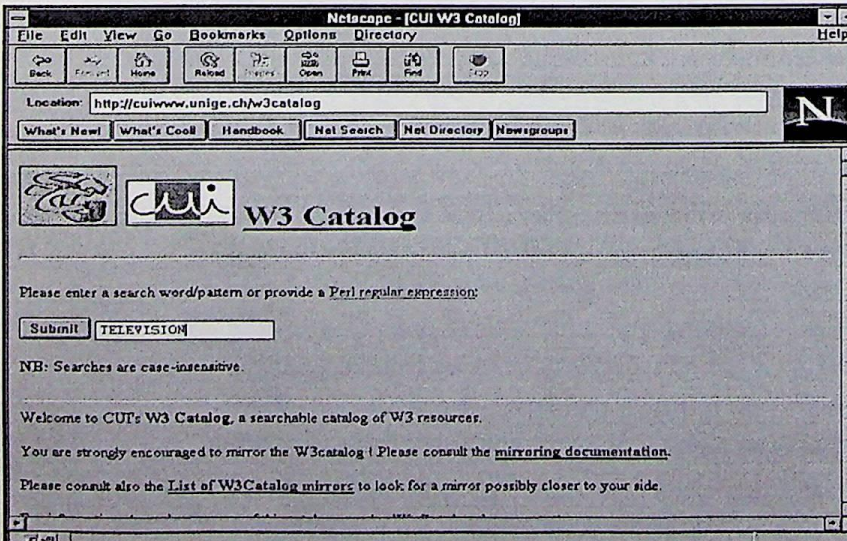 Netscape - [CUI W3 Catalog]
File Edit View Go Bookmarks Options Directory Help
Back Forward Home Reload Images Open Print Find Stop
Location: http://cuiwww.unige.ch/w3catalog
N
What's New! What's Cool! Handbook Net Search Net Directory Newsgroups
cui W3 Catalog
Please enter a search word/pattern or provide a Perl regular expression:
Submit TELEVISION
NB: Searches are case-insensitive.
Welcome to CUI's W3 Catalog, a searchable catalog of W3 resources.
You are strongly encouraged to mirror the W3catalog ! Please consult the mirroring documentation.
Please consult also the List of W3Catalog mirrors to look for a mirror possibly closer to your side.